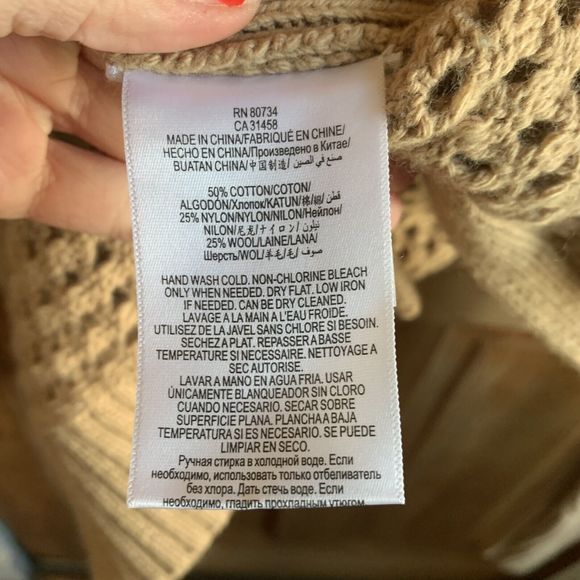 RN 80734
CA 31458
MADE IN CHINA/FABRIQUÉ EN CHINE/
HECHO EN CHINA/Произведено в Китае/
BUATAN CHINA/中国制造/ صنع في الصين/
50% COTTON/COTON/
ALGODÓN/Хлопок/KATUN/棉/綿/ قطن/
25% NYLON/NYLON/NILON/Нейлон/
NILON/尼龙/ナイロン/ نيلون/
25% WOOL/LAINE/LANA/
Шерсть/WOL/羊毛/毛/ صوف/
HAND WASH COLD. NON-CHLORINE BLEACH
ONLY WHEN NEEDED. DRY FLAT. LOW IRON
IF NEEDED. CAN BE DRY CLEANED.
LAVAGE A LA MAIN A L'EAU FROIDE.
UTILISEZ DE LA JAVEL SANS CHLORE SI BESOIN.
SECHEZ A PLAT. REPASSER A BASSE
TEMPERATURE SI NECESSAIRE. NETTOYAGE A
SEC AUTORISE.
LAVAR A MANO EN AGUA FRIA. USAR
ÚNICAMENTE BLANQUEADOR SIN CLORO
CUANDO NECESARIO. SECAR SOBRE
SUPERFICIE PLANA. PLANCHA A BAJA
TEMPERATURA SI ES NECESARIO. SE PUEDE
LIMPIAR EN SECO.
Ручная стирка в холодной воде. Если
необходимо, использовать только отбеливатель
без хлора. Дать стечь воде. Если
необходимо, гладить прохладным утюгом